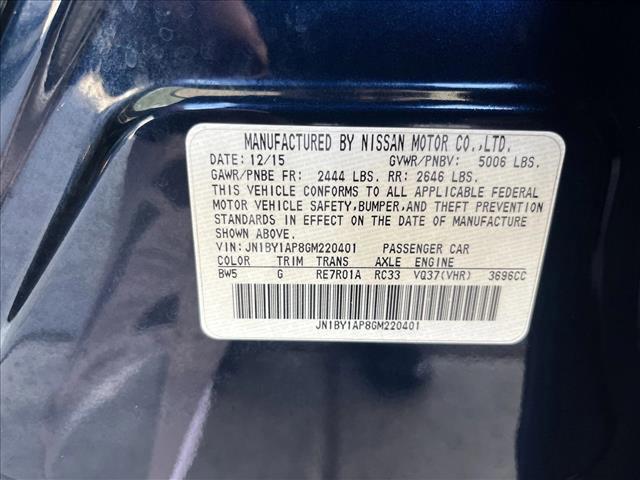 MANUFACTURED BY NISSAN MOTOR CO.,LTD.
DATE: 12/15 GVWR/PNBV: 5006 LBS.
GAWR/PNBE FR: 2444 LBS. RR: 2646 LBS.
THIS VEHICLE CONFORMS TO ALL APPLICABLE FEDERAL
MOTOR VEHICLE SAFETY, BUMPER, AND THEFT PREVENTION
STANDARDS IN EFFECT ON THE DATE OF MANUFACTURE
SHOWN ABOVE.
VIN: JN1BY1AP8GM220401 PASSENGER CAR
COLOR TRIM TRANS AXLE ENGINE
BW5 G RE7R01A RC33 VQ37(VHR) 3696CC
JN1BY1AP8GM220401